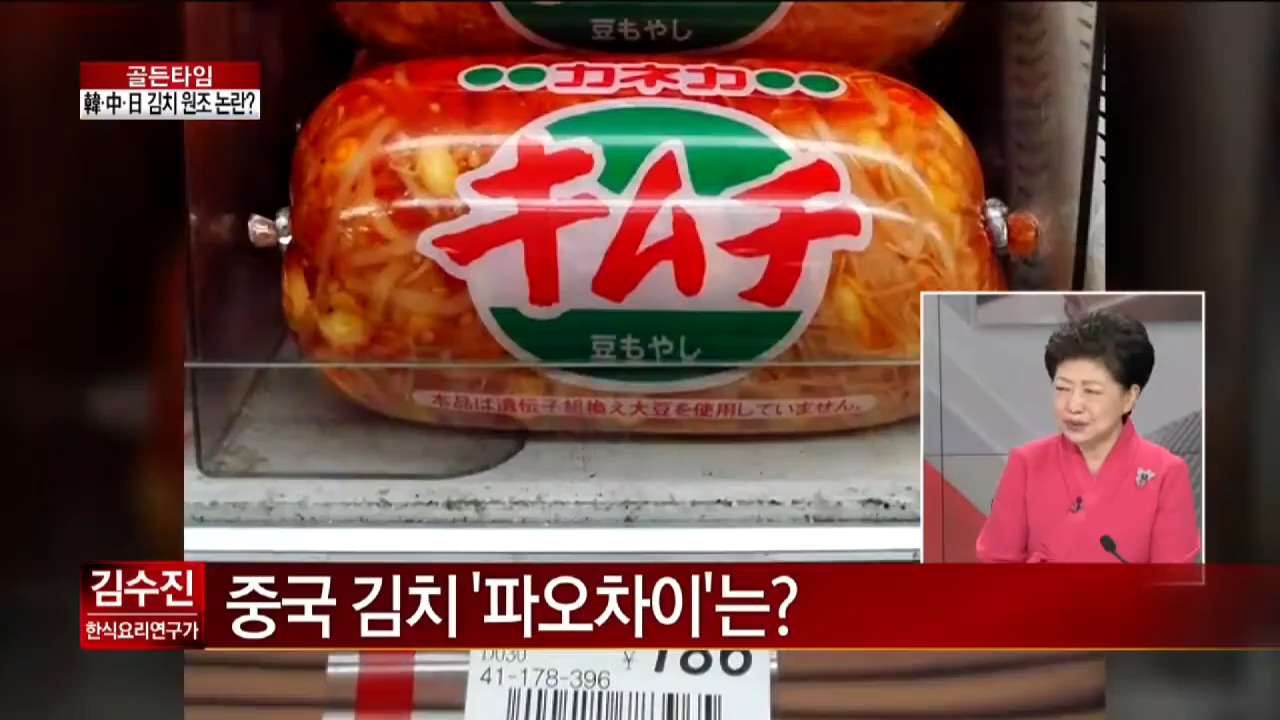 豆もやし
골든타임
韓·中·日 김치 원조 논란?
カネカ
キムチ
豆もやし
本品は遺伝子組換え大豆を使用していません。
김수진
한식요리연구가
중국 김치 '파오차이'는?
D030
¥ 186
41-178-396